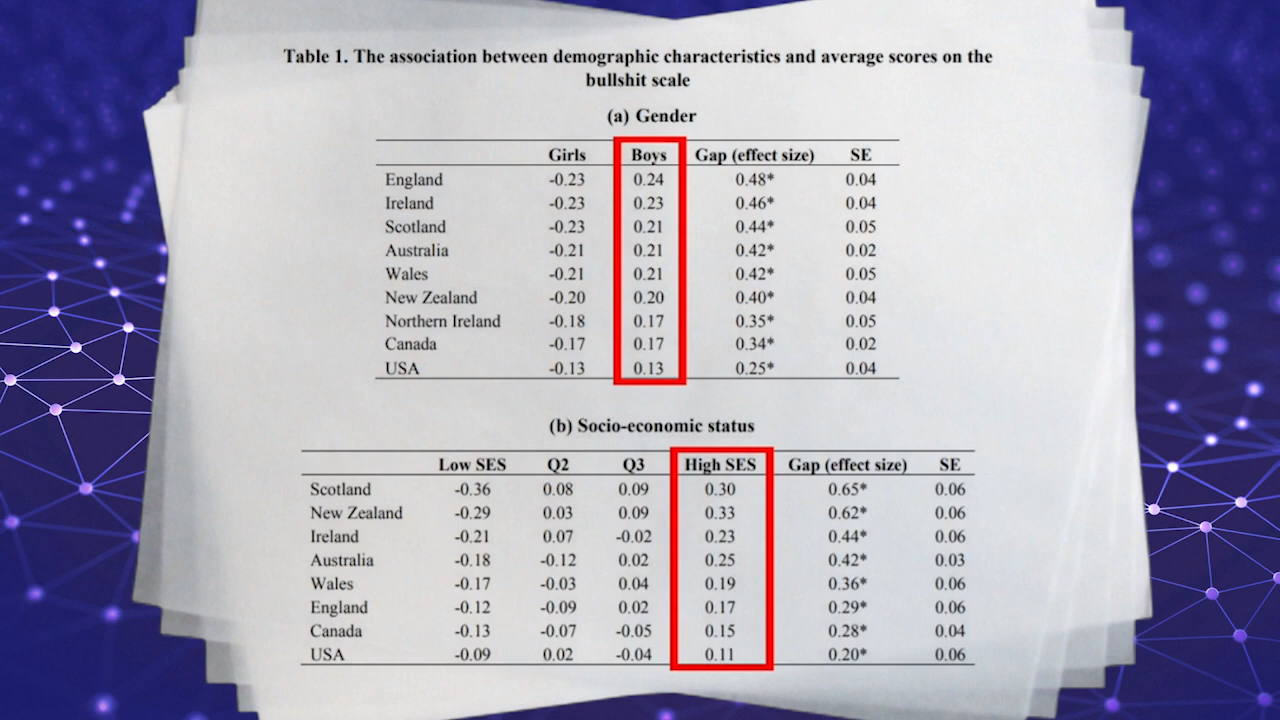 Table 1. The association between demographic characteristics and average scores on the
bullshit scale
(a) Gender
Girls Boys Gap (effect size) SE
England -0.23 0.24 0.48* 0.04
Ireland -0.23 0.23 0.46* 0.04
Scotland -0.23 0.21 0.44* 0.05
Australia -0.21 0.21 0.42* 0.02
Wales -0.21 0.21 0.42* 0.05
New Zealand -0.20 0.20 0.40* 0.04
Northern Ireland -0.18 0.17 0.35* 0.05
Canada -0.17 0.17 0.34* 0.02
USA -0.13 0.13 0.25* 0.04
(b) Socio-economic status
Low SES Q2 Q3 High SES Gap (effect size) SE
Scotland -0.36 0.08 0.09 0.30 0.65* 0.06
New Zealand -0.29 0.03 0.09 0.33 0.62* 0.06
Ireland -0.21 0.07 -0.02 0.23 0.44* 0.06
Australia -0.18 -0.12 0.02 0.25 0.42* 0.03
Wales -0.17 -0.03 0.04 0.19 0.36* 0.06
England -0.12 -0.09 0.02 0.17 0.29* 0.06
Canada -0.13 -0.07 -0.05 0.15 0.28* 0.04
USA -0.09 0.02 -0.04 0.11 0.20* 0.06